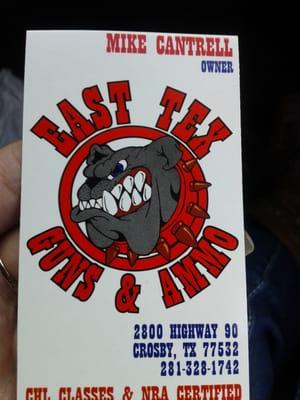 MIKE CANTRELL
OWNER
EAST TEX
GUNS & AMMO
2800 HIGHWAY 90
CROSBY, TX 77532
281-328-1742
CHL CLASSES & NRA CERTIFIED